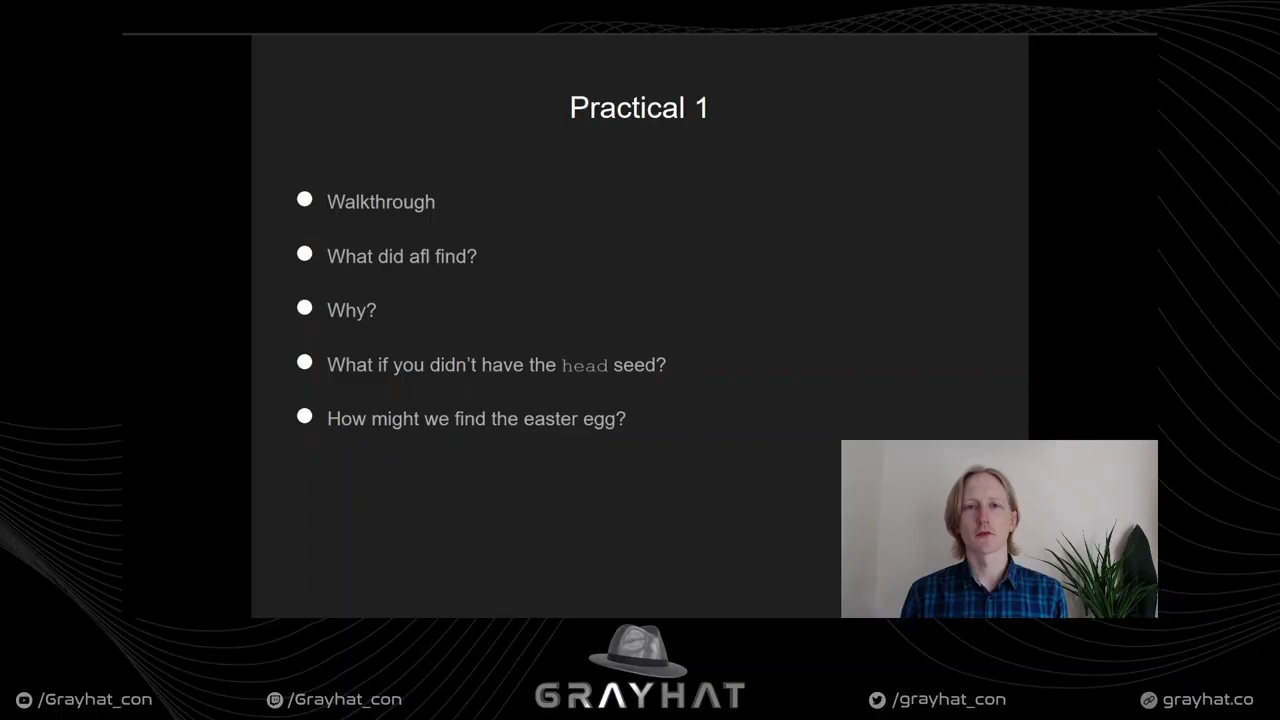 Practical 1
Walkthrough
What did afl find?
Why?
What if you didn't have the head seed?
How might we find the easter egg?
GRAYHAT
/Grayhat_con
/Grayhat_con
/grayhat_con
grayhat.co